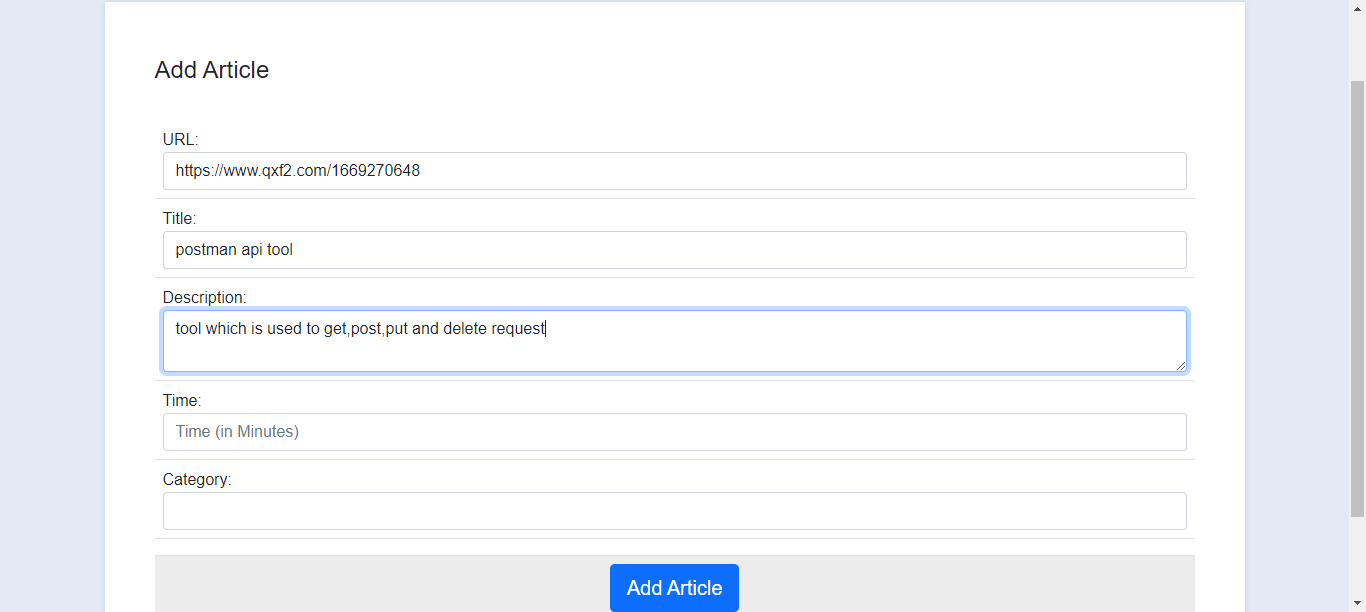 Add Article
URL:
https://www.qxf2.com/1669270648
Title:
postman api tool
Description:
tool which is used to get,post,put and delete request
Time:
Time (in Minutes)
Category:
Add Article